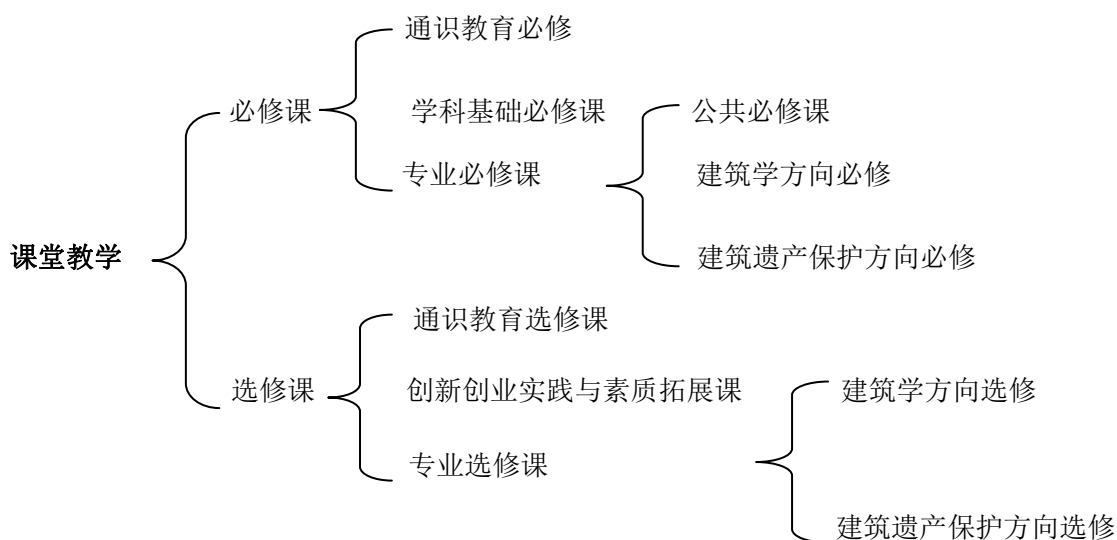 课堂教学
必修课
通识教育必修
学科基础必修课
专业必修课
公共必修课
建筑学方向必修
建筑遗产保护方向必修
选修课
通识教育选修课
创新创业实践与素质拓展课
专业选修课
建筑学方向选修
建筑遗产保护方向选修